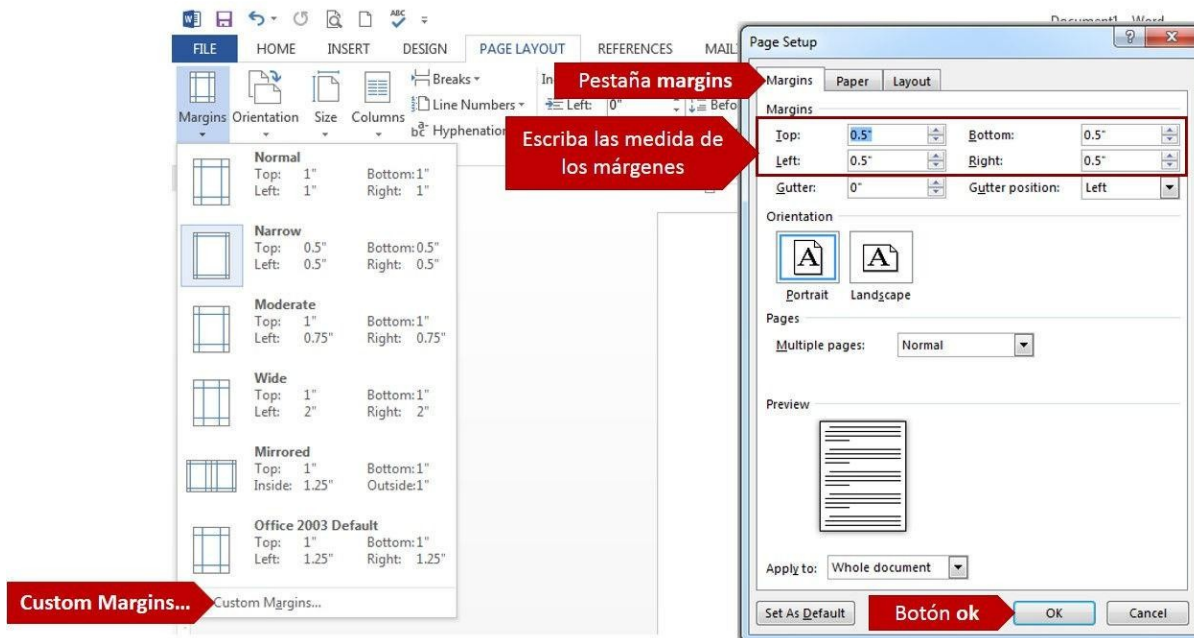 ABC
Document1 Word
FILE HOME INSERT DESIGN PAGE LAYOUT REFERENCES
Margins Orientation Size Columns
Breaks
Line Numbers
Hyphenation
Left: 0"
Pestaña margins
Escriba las medida de
los márgenes
Normal
Top: 1" Bottom: 1"
Left: 1" Right: 1"
Narrow
Top: 0.5" Bottom: 0.5"
Left: 0.5" Right: 0.5"
Moderate
Top: 1" Bottom: 1"
Left: 0.75" Right: 0.75"
Wide
Top: 1" Bottom: 1"
Left: 2" Right: 2"
Mirrored
Top: 1" Bottom: 1"
Inside: 1.25" Outside: 1"
Office 2003 Default
Top: 1" Bottom: 1"
Left: 1.25" Right: 1.25"
Custom Margins...
Custom Margins...
Page Setup
Margins Paper Layout
Margins
Top: 0.5" Bottom: 0.5"
Left: 0.5" Right: 0.5"
Gutter: 0" Gutter position: Left
Orientation
A A
Portrait Landscape
Pages
Multiple pages: Normal
Preview
Apply to: Whole document
Set As Default
Botón ok
OK Cancel